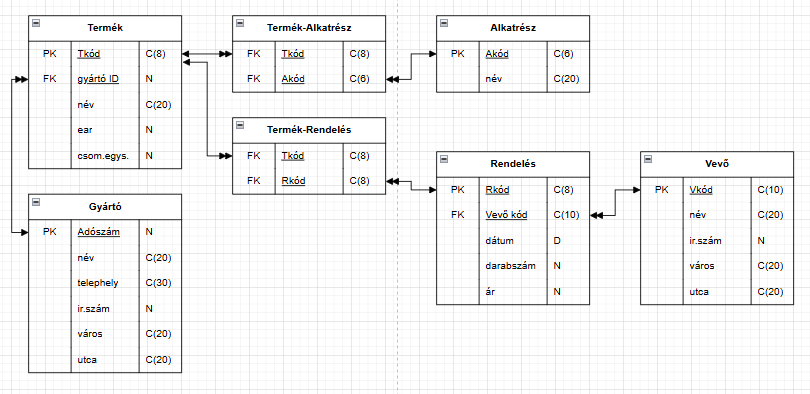 Termék
PK Tkód C(8)
FK gyártó ID N
név C(20)
ear N
csom.egys. N
Termék-Alkatrész
FK Tkód C(8)
FK Akód C(6)
Alkatrész
PK Akód C(6)
név C(20)
Termék-Rendelés
FK Tkód C(8)
FK Rkód C(8)
Rendelés
PK Rkód C(8)
FK Vevő kód C(10)
dátum D
darabszám N
ár N
Vevő
PK Vkód C(10)
név C(20)
ir.szám N
város C(20)
utca C(20)
Gyártó
PK Adószám N
név C(20)
telephely C(30)
ir.szám N
város C(20)
utca C(20)